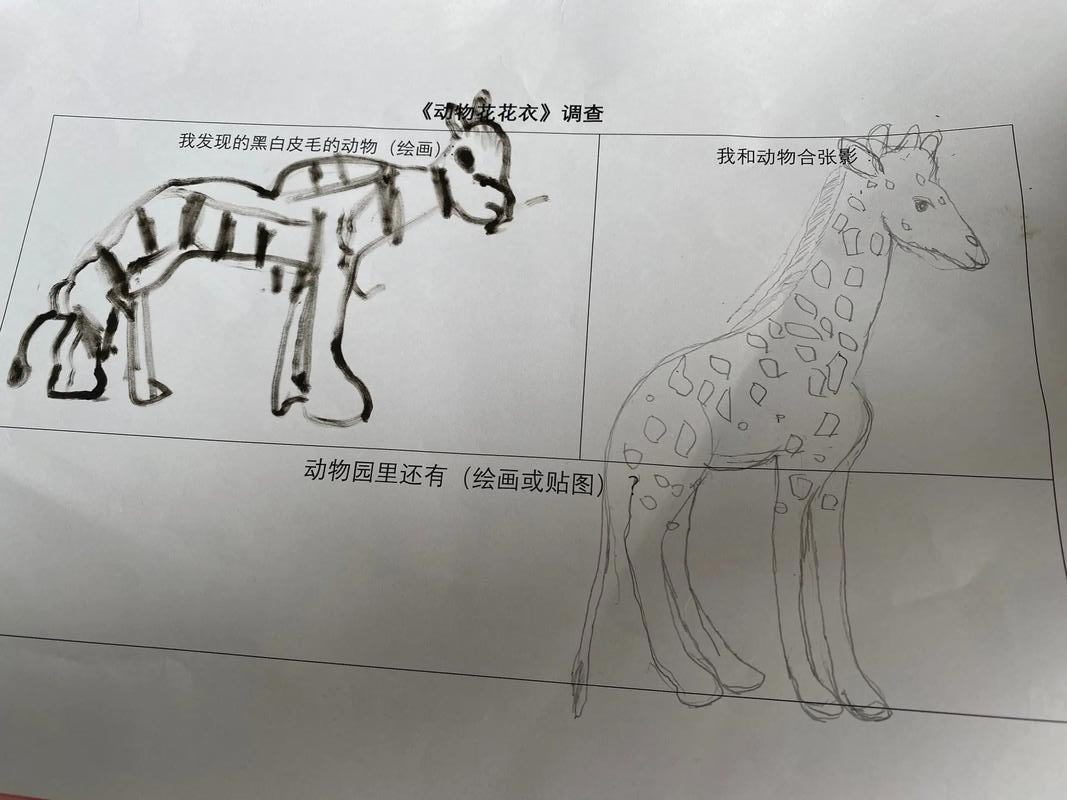 《动物花花衣》调查
我发现的黑白皮毛的动物（绘画）：
我和动物合张影：
动物园里还有（绘画或贴图）？